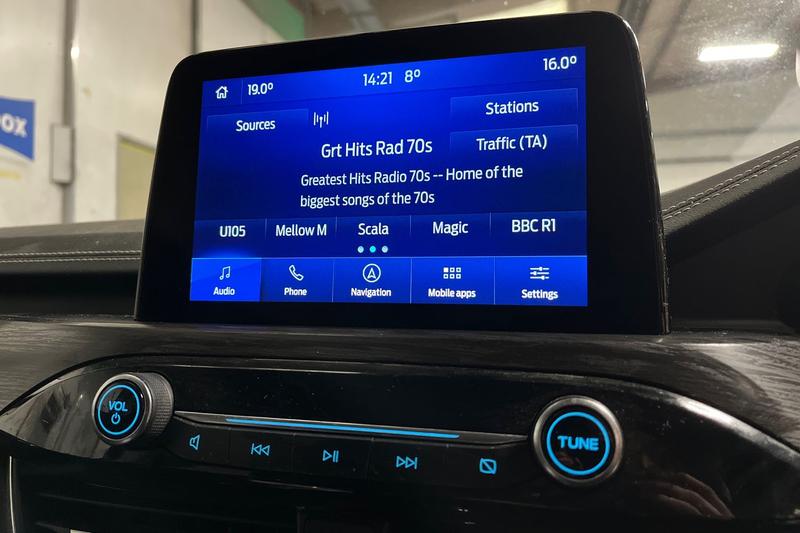 19.0° 14:21 8° 16.0°
Sources
Stations
Grt Hits Rad 70s
Traffic (TA)
Greatest Hits Radio 70s -- Home of the
biggest songs of the 70s
U105 Mellow M Scala Magic BBC R1
Audio Phone Navigation Mobile apps Settings
VOL
TUNE